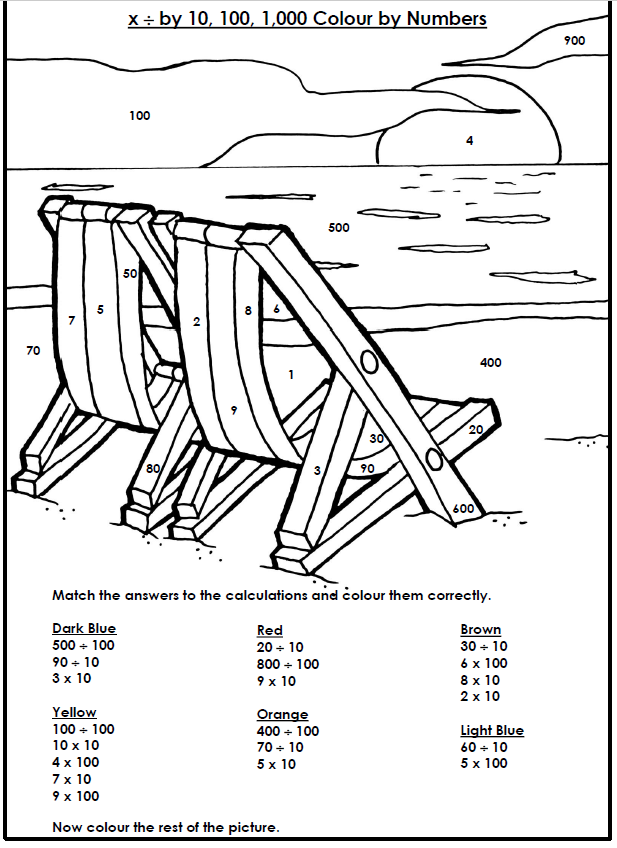 x ÷ by 10, 100, 1,000 Colour by Numbers
900
100
4
500
50
5
7
2
8
6
70
1
400
9
30
20
80
3
90
600
Match the answers to the calculations and colour them correctly.
Dark Blue
500 ÷ 100
90 ÷ 10
3 x 10
Red
20 ÷ 10
800 ÷ 100
9 x 10
Brown
30 ÷ 10
6 x 100
8 x 10
2 x 10
Yellow
100 ÷ 100
10 x 10
4 x 100
7 x 10
9 x 100
Orange
400 ÷ 100
70 ÷ 10
5 x 10
Light Blue
60 ÷ 10
5 x 100
Now colour the rest of the picture.